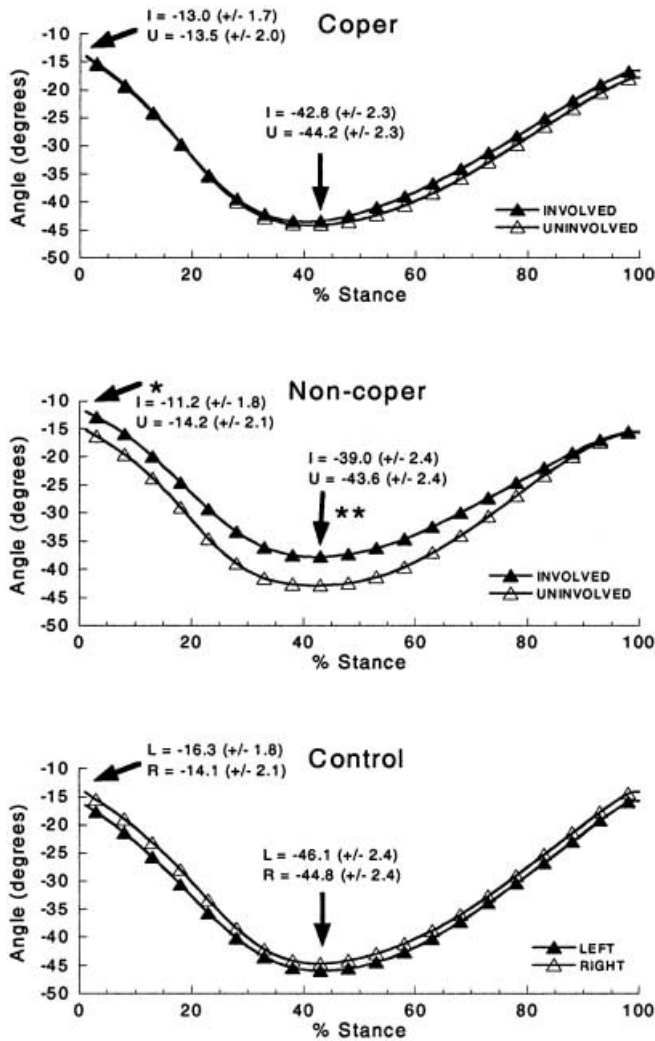 I = -13.0 (+/- 1.7)
U = -13.5 (+/- 2.0)
Coper
I = -42.8 (+/- 2.3)
U = -44.2 (+/- 2.3)
Angle (degrees)
-10
-15
-20
-25
-30
-35
-40
-45
-50
INVOLVED
UNINVOLVED
0 20 40 60 80 100
% Stance
*
I = -11.2 (+/- 1.8)
U = -14.2 (+/- 2.1)
Non-coper
I = -39.0 (+/- 2.4)
U = -43.6 (+/- 2.4)
**
Angle (degrees)
-10
-15
-20
-25
-30
-35
-40
-45
-50
INVOLVED
UNINVOLVED
0 20 40 60 80 100
% Stance
L = -16.3 (+/- 1.8)
R = -14.1 (+/- 2.1)
Control
L = -46.1 (+/- 2.4)
R = -44.8 (+/- 2.4)
Angle (degrees)
-10
-15
-20
-25
-30
-35
-40
-45
-50
LEFT
RIGHT
0 20 40 60 80 100
% Stance